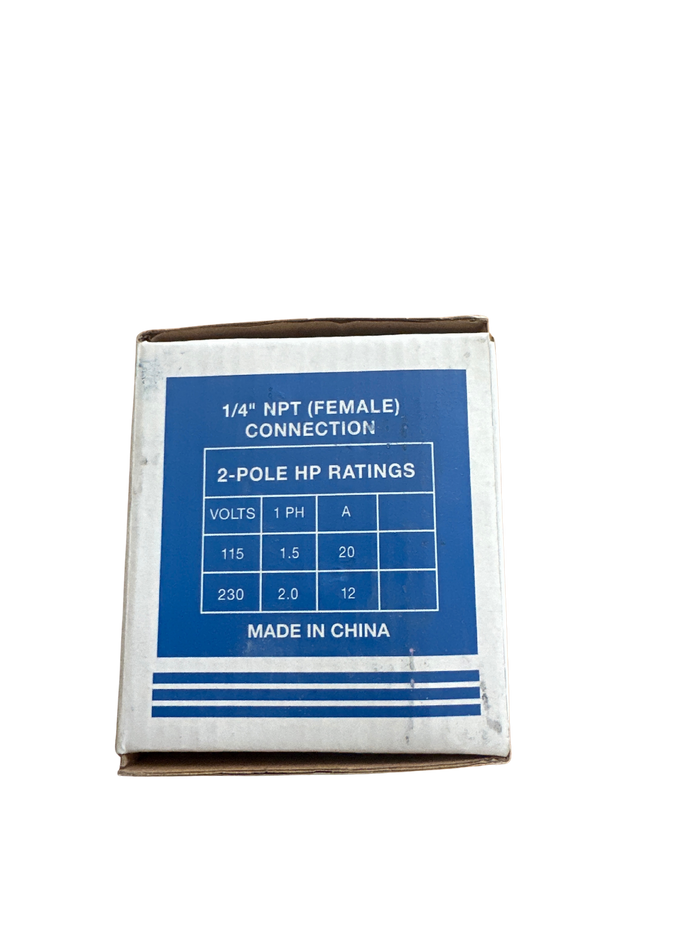 1/4" NPT (FEMALE)
CONNECTION
2-POLE HP RATINGS
VOLTS 1 PH A
115 1.5 20
230 2.0 12
MADE IN CHINA